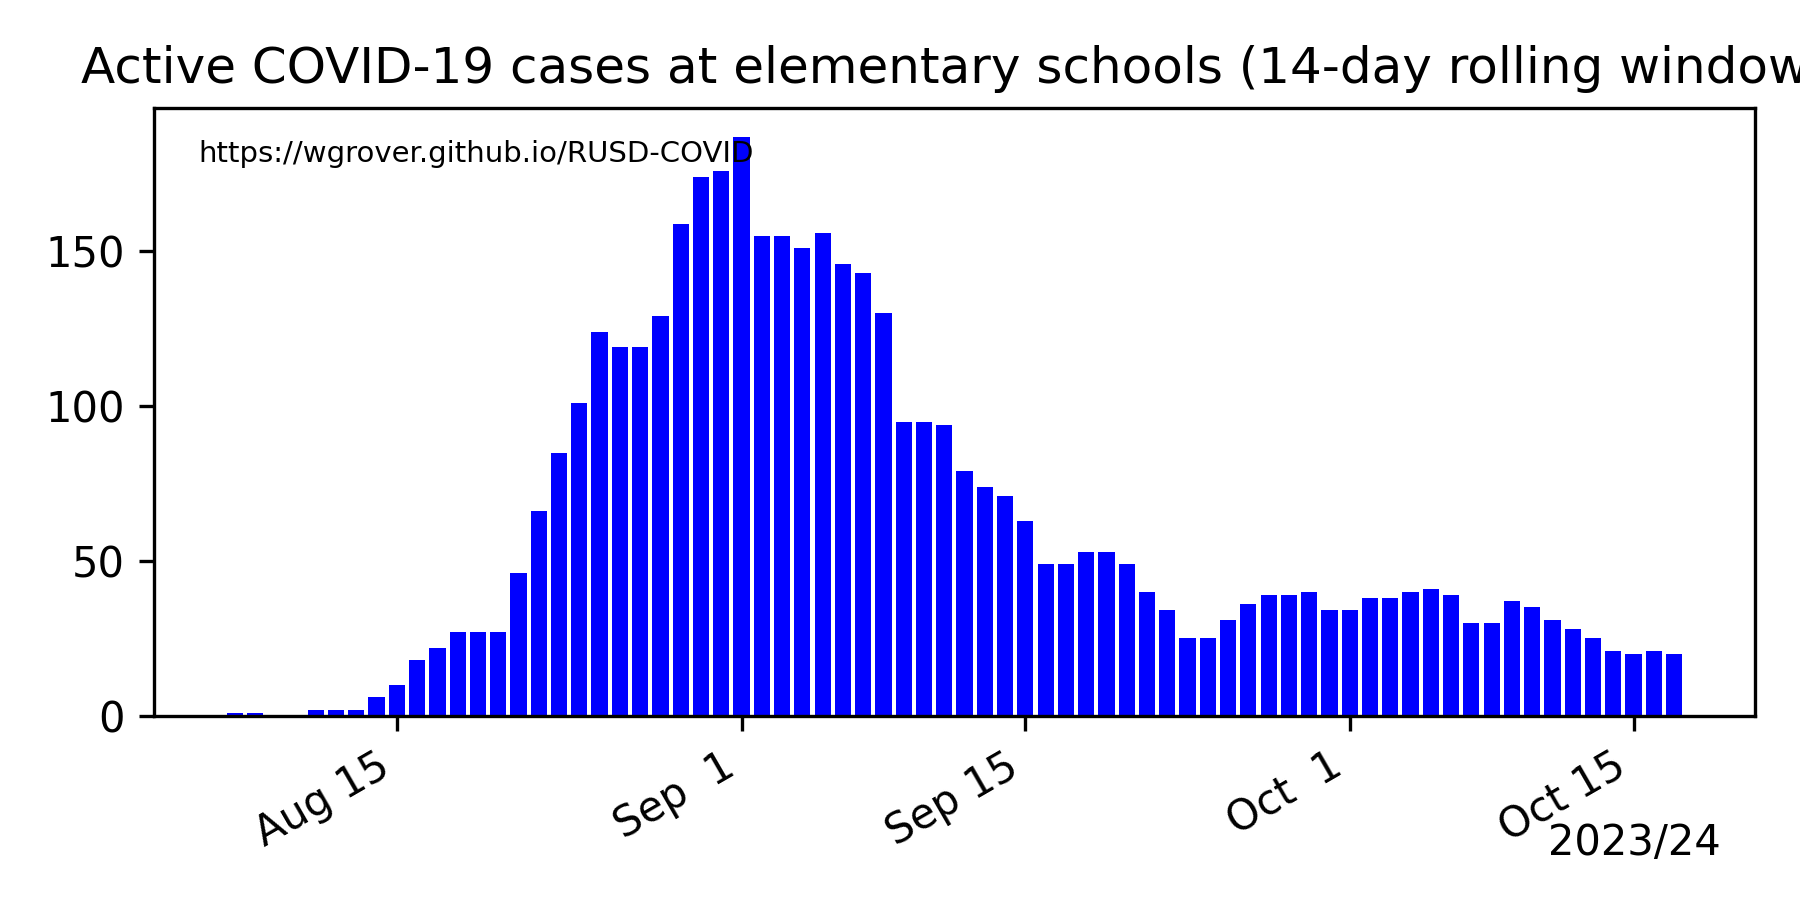 Active COVID-19 cases at elementary schools (14-day rolling window
https://wgrover.github.io/RUSD-COVID
150
100
50
0
Aug 15
Sep 1
Sep 15
Oct 1
Oct 15
2023/24